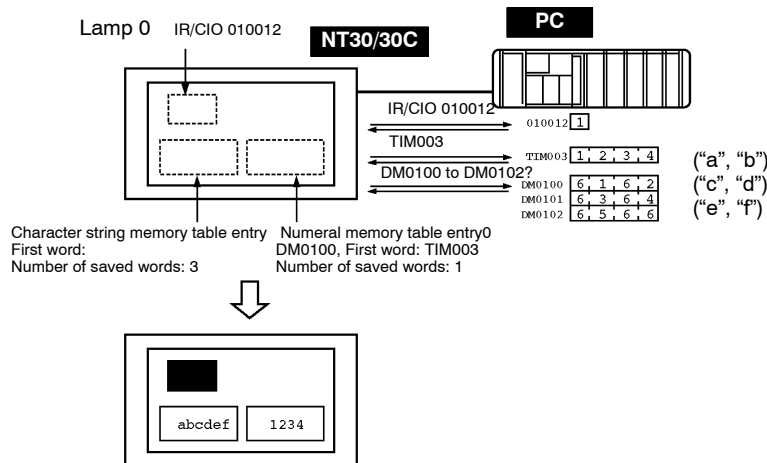 Lamp 0 IR/CIO 010012
NT30/30C
PC
IR/CIO 010012
010012 1
TIM003
TIM003 1 2 3 4
("a", "b")
DM0100 to DM0102?
DM0100 6 1 6 2
("c", "d")
DM0101 6 3 6 4
("e", "f")
DM0102 6 5 6 6
Character string memory table entry
First word:
Number of saved words: 3
Numeral memory table entry0
DM0100, First word: TIM003
Number of saved words: 1
abcdef
1234